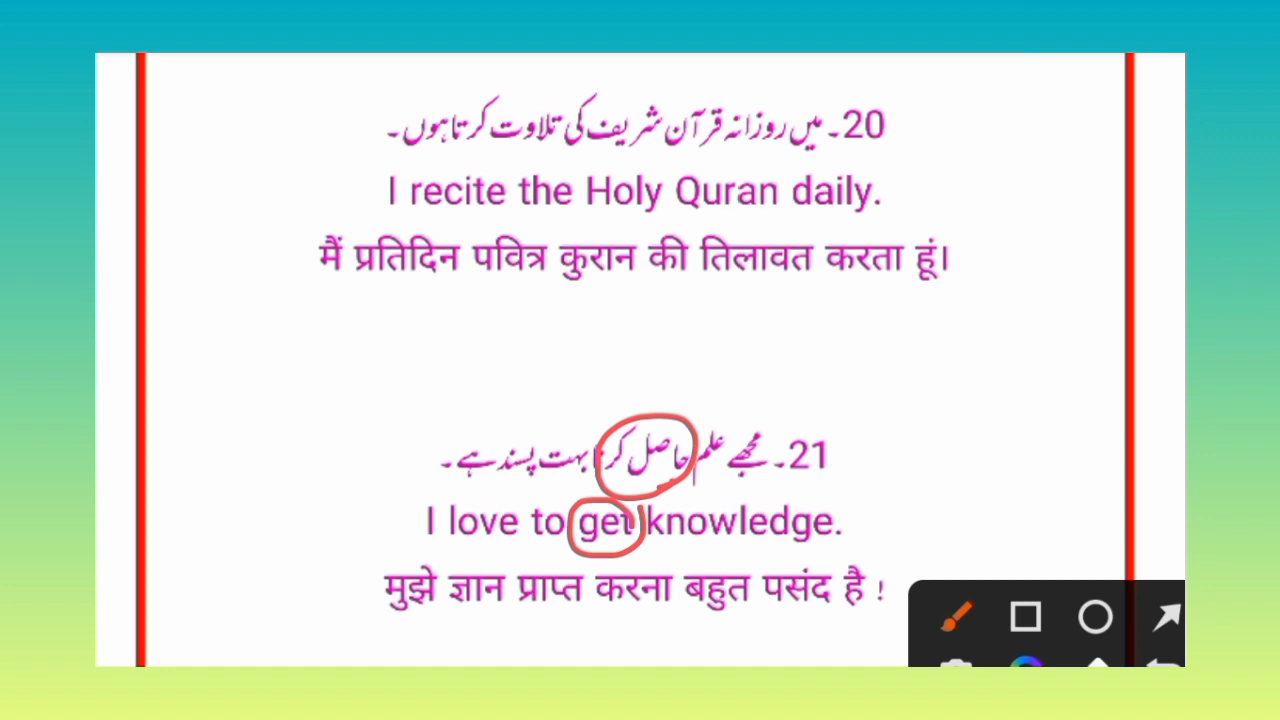 20۔ میں روزانہ قرآن شریف کی تلاوت کرتا ہوں۔
I recite the Holy Quran daily.
मैं प्रतिदिन पवित्र कुरान की तिलावत करता हूं।
21۔ مجھے علم حاصل کرنا بہت پسند ہے۔
I love to get knowledge.
मुझे ज्ञान प्राप्त करना बहुत पसंद है !